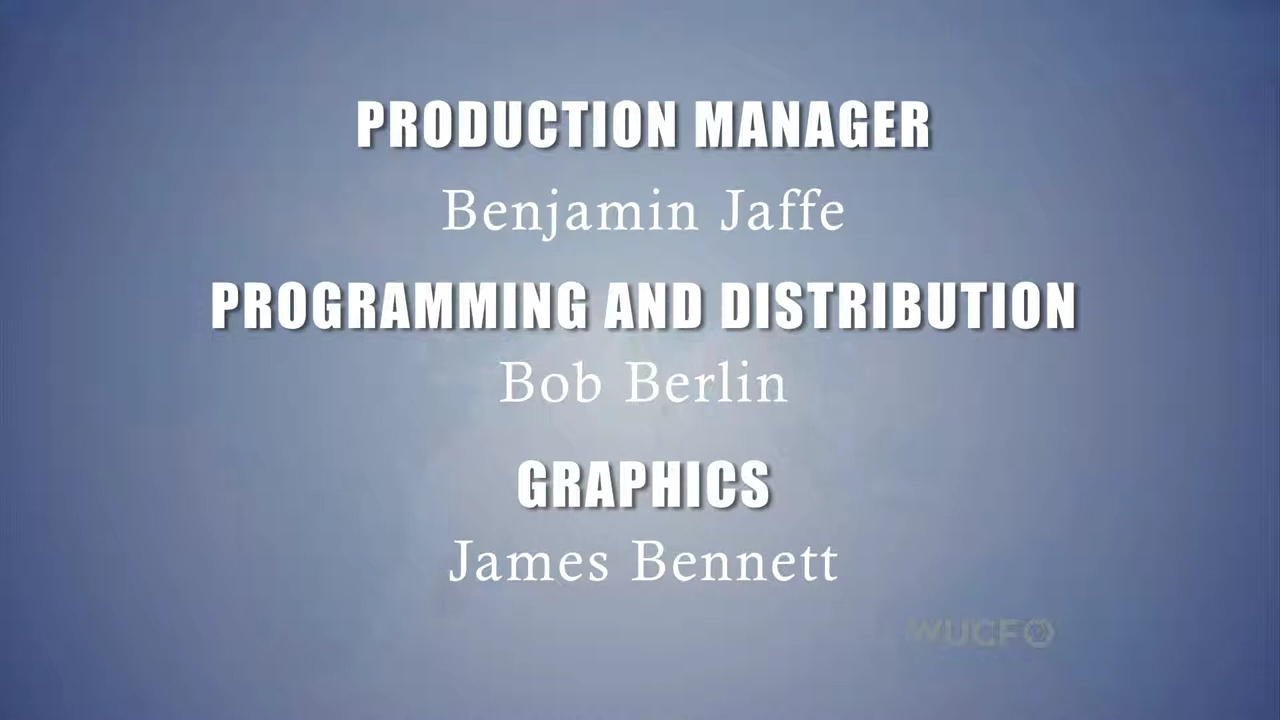 PRODUCTION MANAGER
Benjamin Jaffe
PROGRAMMING AND DISTRIBUTION
Bob Berlin
GRAPHICS
James Bennett
WUCF